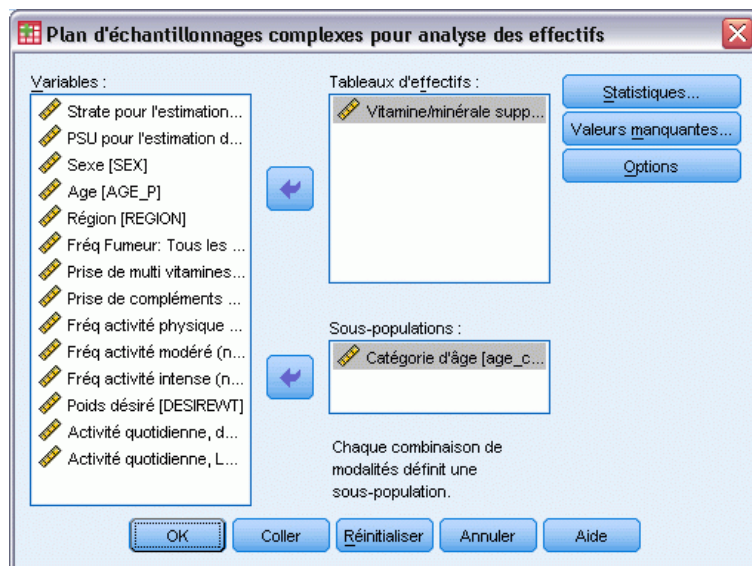 Plan d'échantillonnages complexes pour analyse des effectifs
Variables :
Strate pour l'estimation...
PSU pour l'estimation d...
Sexe [SEX]
Age [AGE_P]
Région [REGION]
Fréq Fumeur: Tous les ...
Prise de multi vitamines...
Prise de compléments ...
Fréq activité physique ...
Fréq activité modéré (n...
Fréq activité intense (n...
Poids désiré [DESIREWT]
Activité quotidienne, d...
Activité quotidienne, L...
Tableaux d'effectifs :
Vitamine/minérale supp...
Sous-populations :
Catégorie d'âge [age_c...
Chaque combinaison de
modalités définit une
sous-population.
Statistiques...
Valeurs manquantes...
Options
OK
Coller
Réinitialiser
Annuler
Aide